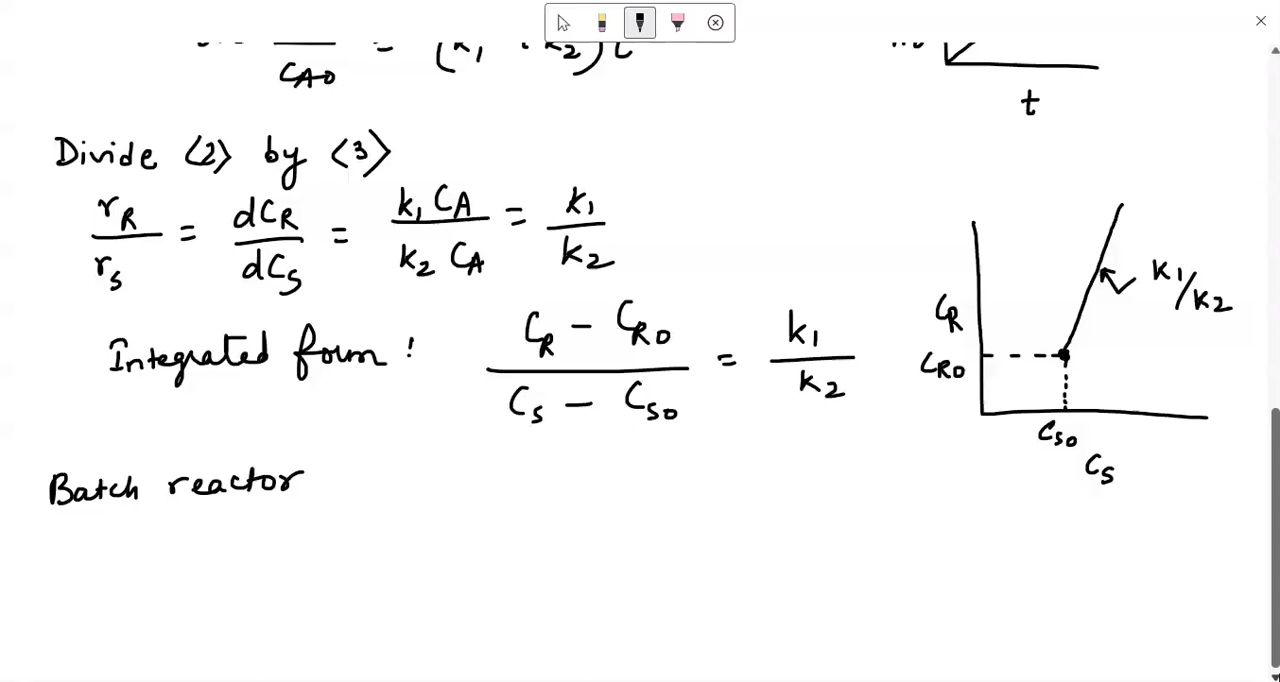 C_A0 = (k₁ + k₂)t
t
Divide <2> by <3>
r_R / r_S = dC_R / dC_S = k₁ C_A / k₂ C_A = k₁ / k₂
Integrated form :
C_R − C_R0 / C_S − C_S0 = k₁ / k₂
C_R
C_R0
k₁/k₂
C_S0
C_S
Batch reactor